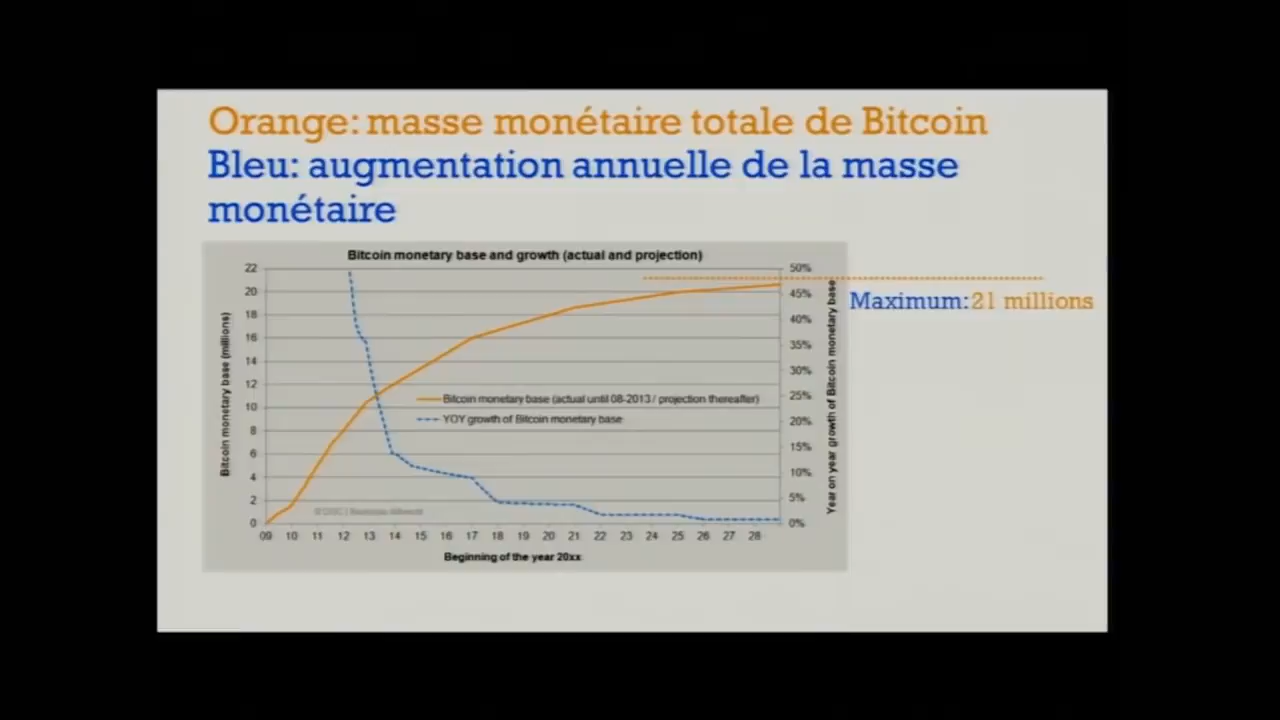 Orange: masse monétaire totale de Bitcoin
Bleu: augmentation annuelle de la masse
monétaire
Bitcoin monetary base and growth (actual and projection)
22
20
18
16
14
12
10
8
6
4
2
0
Bitcoin monetary base (millions)
50%
45%
40%
35%
30%
25%
20%
15%
10%
5%
0%
Year on year growth of Bitcoin monetary base
Maximum: 21 millions
Bitcoin monetary base (actual until 08-2013 / projection thereafter)
YOY growth of Bitcoin monetary base
09 10 11 12 13 14 15 16 17 18 19 20 21 22 23 24 25 26 27 28
Beginning of the year 20xx